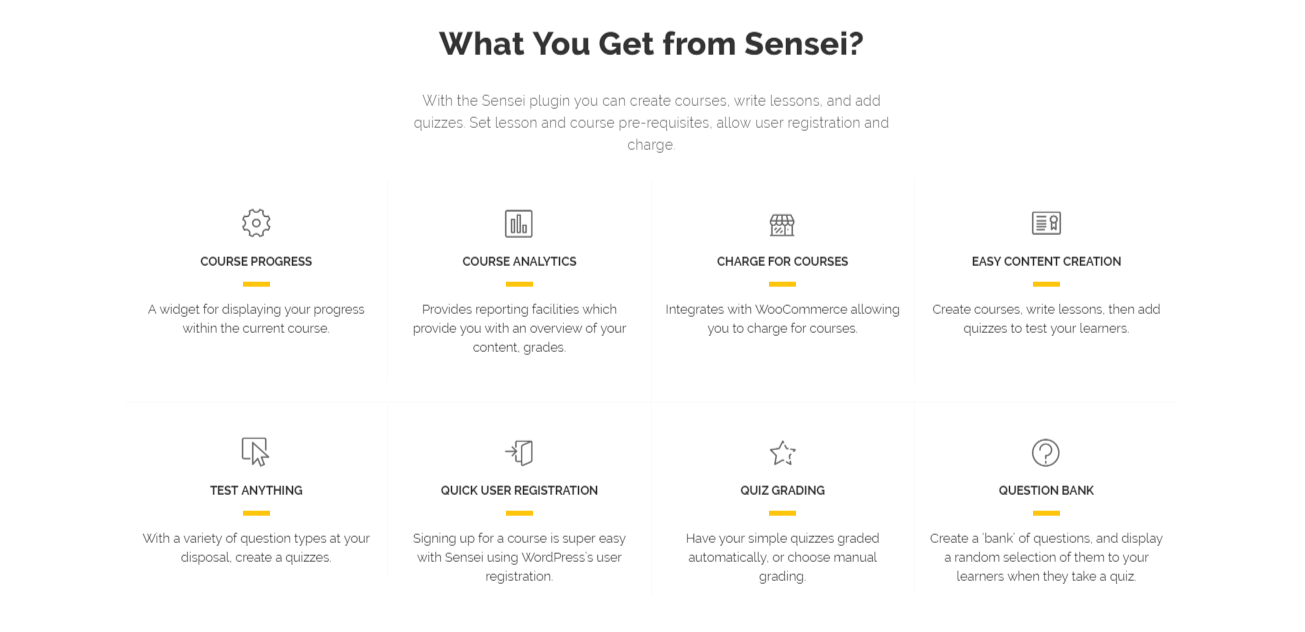 What You Get from Sensei?
With the Sensei plugin you can create courses, write lessons, and add
quizzes. Set lesson and course pre-requisites, allow user registration and
charge.
COURSE PROGRESS
A widget for displaying your progress
within the current course.
COURSE ANALYTICS
Provides reporting facilities which
provide you with an overview of your
content, grades.
CHARGE FOR COURSES
Integrates with WooCommerce allowing
you to charge for courses.
EASY CONTENT CREATION
Create courses, write lessons, then add
quizzes to test your learners.
TEST ANYTHING
With a variety of question types at your
disposal, create a quizzes.
QUICK USER REGISTRATION
Signing up for a course is super easy
with Sensei using WordPress's user
registration.
QUIZ GRADING
Have your simple quizzes graded
automatically, or choose manual
grading.
QUESTION BANK
Create a 'bank' of questions, and display
a random selection of them to your
learners when they take a quiz.